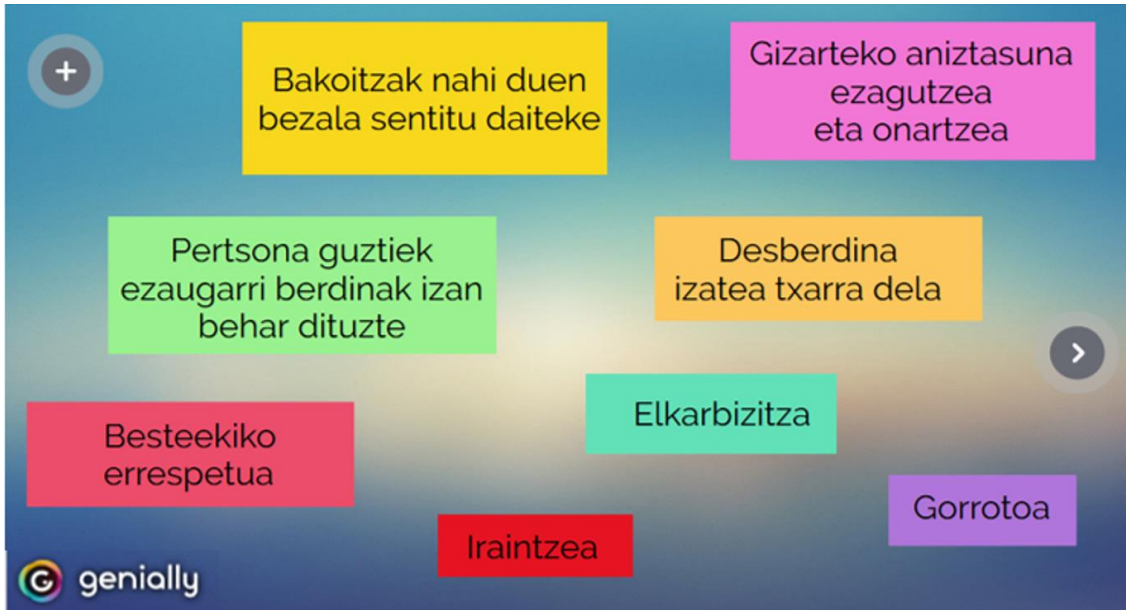 Bakoitzak nahi duen
bezala sentitu daiteke
Gizarteko aniztasuna
ezagutzea
eta onartzea
Pertsona guztiek
ezaugarri berdinak izan
behar dituzte
Desberdina
izatea txarra dela
Elkarbizitza
Besteekiko
errespetua
Gorrotoa
Iraintzea
genially